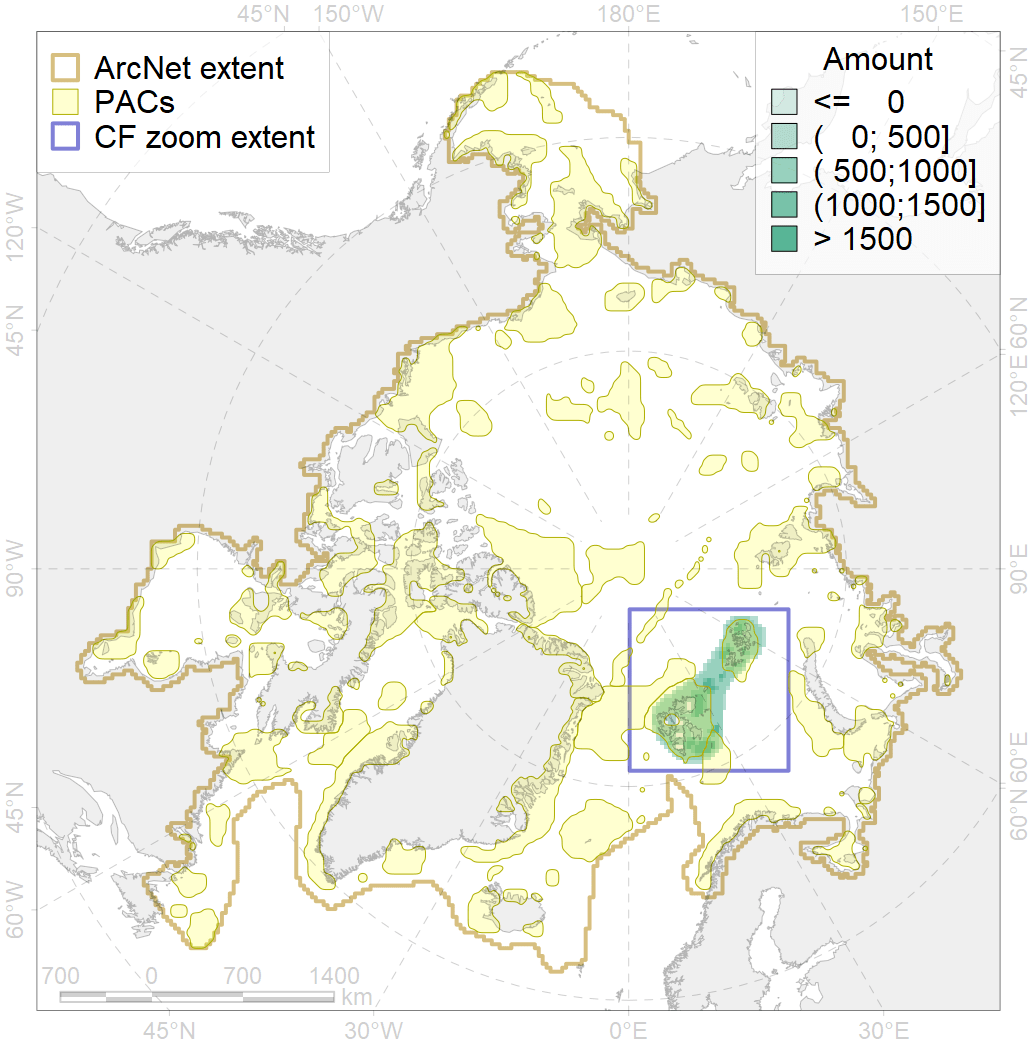 45°N 150°W 180°E 150°E
ArcNet extent
PACs
CF zoom extent
Amount
<= 0
( 0; 500]
( 500;1000]
(1000;1500]
> 1500
45°N
120°W
45°N
90°W
45°N
60°W
60°N
120°E
90°E
60°E
60°N
700 0 700 1400
km
45°N 30°W 0°E 30°E